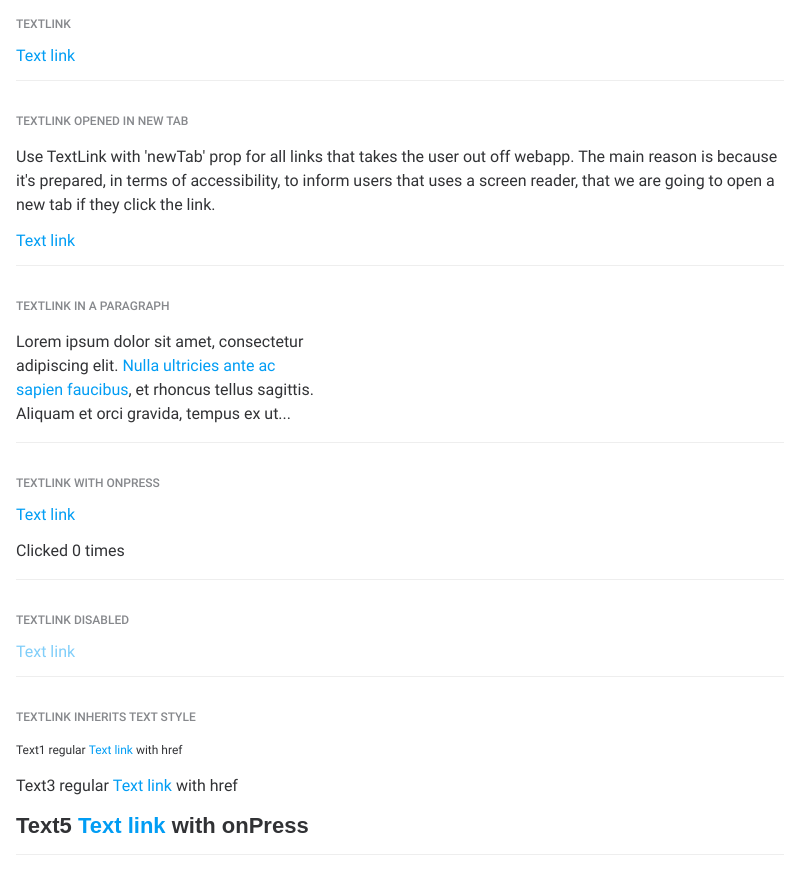 TEXTLINK
Text link
TEXTLINK OPENED IN NEW TAB
Use TextLink with 'newTab' prop for all links that takes the user out off webapp. The main reason is because
it's prepared, in terms of accessibility, to inform users that uses a screen reader, that we are going to open a
new tab if they click the link.
Text link
TEXTLINK IN A PARAGRAPH
Lorem ipsum dolor sit amet, consectetur
adipiscing elit. Nulla ultricies ante ac
sapien faucibus, et rhoncus tellus sagittis.
Aliquam et orci gravida, tempus ex ut...
TEXTLINK WITH ONPRESS
Text link
Clicked 0 times
TEXTLINK DISABLED
Text link
TEXTLINK INHERITS TEXT STYLE
Text1 regular Text link with href
Text3 regular Text link with href
Text5 Text link with onPress